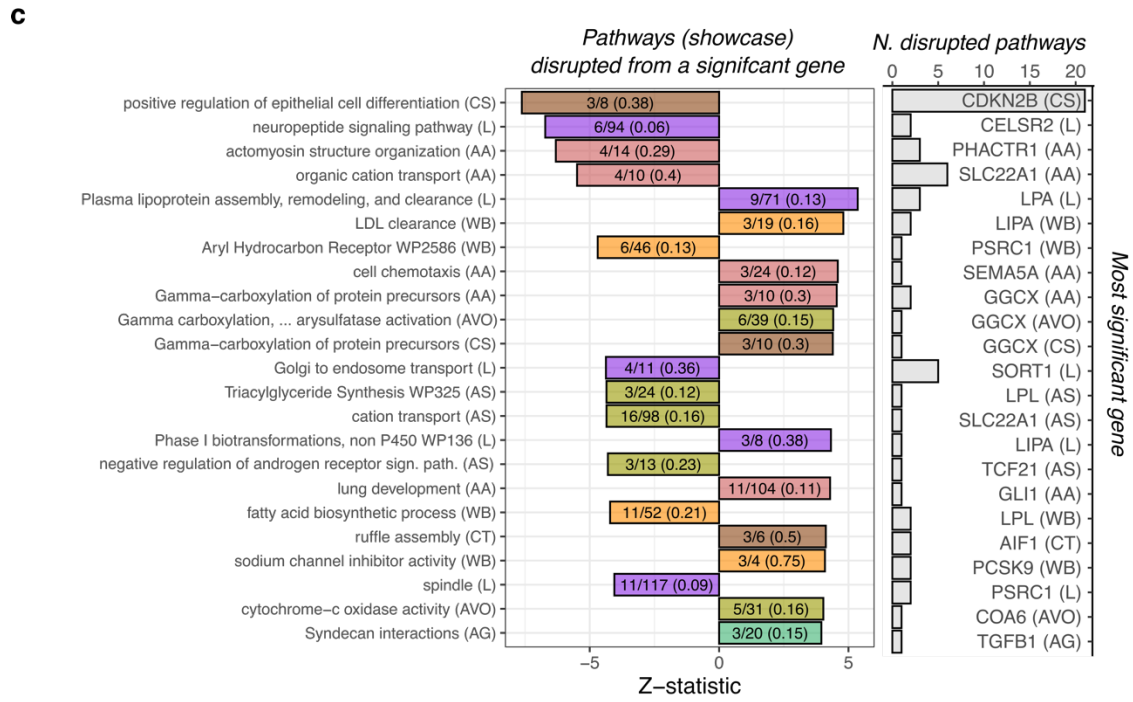 c
Pathways (showcase)
disrupted from a signifcant gene
N. disrupted pathways
0 5 10 15 20
positive regulation of epithelial cell differentiation (CS) 3/8 (0.38) CDKN2B (CS)
neuropeptide signaling pathway (L) 6/94 (0.06) CELSR2 (L)
actomyosin structure organization (AA) 4/14 (0.29) PHACTR1 (AA)
organic cation transport (AA) 4/10 (0.4) SLC22A1 (AA)
Plasma lipoprotein assembly, remodeling, and clearance (L) 9/71 (0.13) LPA (L)
LDL clearance (WB) 3/19 (0.16) LIPA (WB)
Aryl Hydrocarbon Receptor WP2586 (WB) 6/46 (0.13) PSRC1 (WB)
cell chemotaxis (AA) 3/24 (0.12) SEMA5A (AA)
Gamma−carboxylation of protein precursors (AA) 3/10 (0.3) GGCX (AA)
Gamma carboxylation, ... arysulfatase activation (AVO) 6/39 (0.15) GGCX (AVO)
Gamma−carboxylation of protein precursors (CS) 3/10 (0.3) GGCX (CS)
Golgi to endosome transport (L) 4/11 (0.36) SORT1 (L)
Triacylglyceride Synthesis WP325 (AS) 3/24 (0.12) LPL (AS)
cation transport (AS) 16/98 (0.16) SLC22A1 (AS)
Phase I biotransformations, non P450 WP136 (L) 3/8 (0.38) LIPA (L)
negative regulation of androgen receptor sign. path. (AS) 3/13 (0.23) TCF21 (AS)
lung development (AA) 11/104 (0.11) GLI1 (AA)
fatty acid biosynthetic process (WB) 11/52 (0.21) LPL (WB)
ruffle assembly (CT) 3/6 (0.5) AIF1 (CT)
sodium channel inhibitor activity (WB) 3/4 (0.75) PCSK9 (WB)
spindle (L) 11/117 (0.09) PSRC1 (L)
cytochrome−c oxidase activity (AVO) 5/31 (0.16) COA6 (AVO)
Syndecan interactions (AG) 3/20 (0.15) TGFB1 (AG)
Most significant gene
−5 0 5
Z−statistic